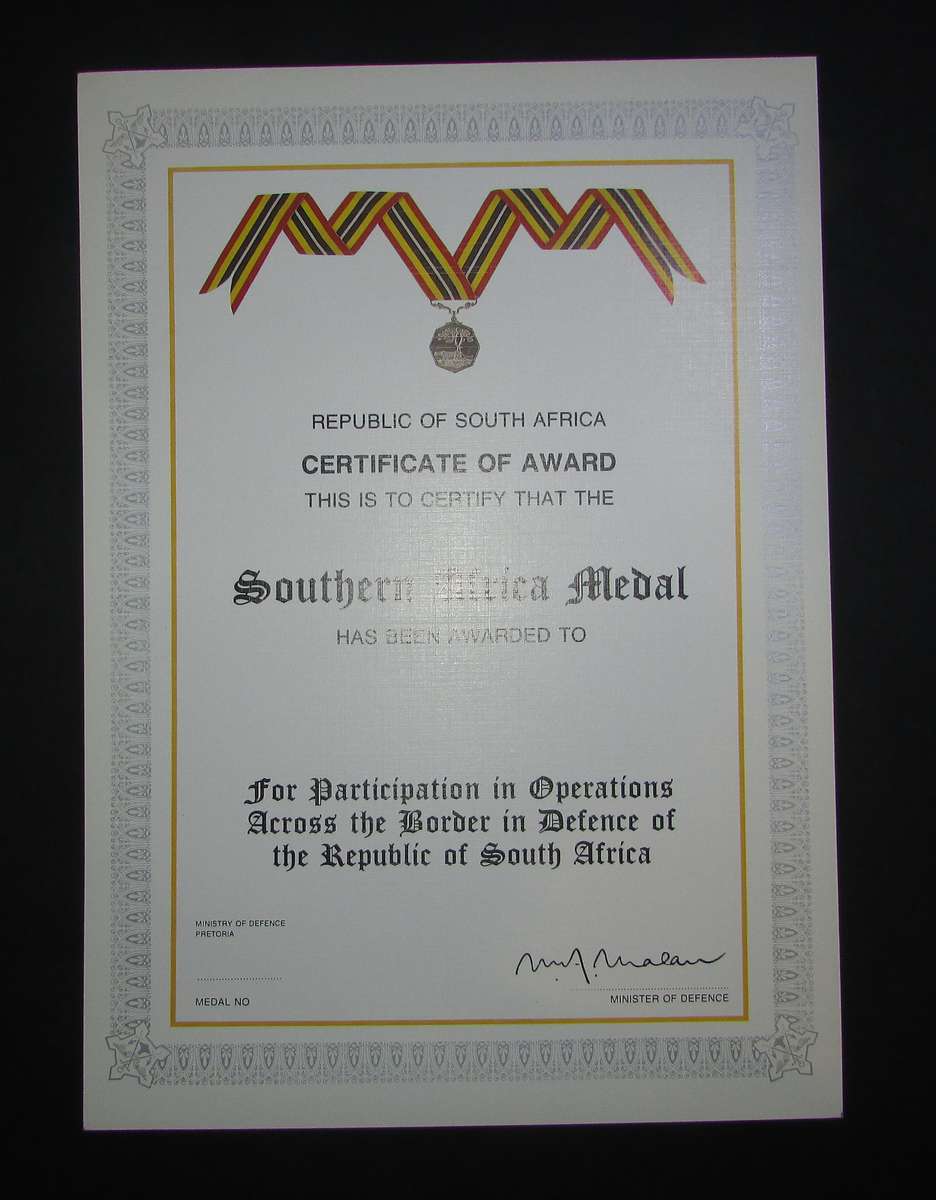 REPUBLIC OF SOUTH AFRICA
CERTIFICATE OF AWARD
THIS IS TO CERTIFY THAT THE
Southern Africa Medal
HAS BEEN AWARDED TO
For Participation in Operations
Across the Border in Defence of
the Republic of South Africa
MINISTRY OF DEFENCE
PRETORIA
M.A. Malan
MEDAL NO
MINISTER OF DEFENCE